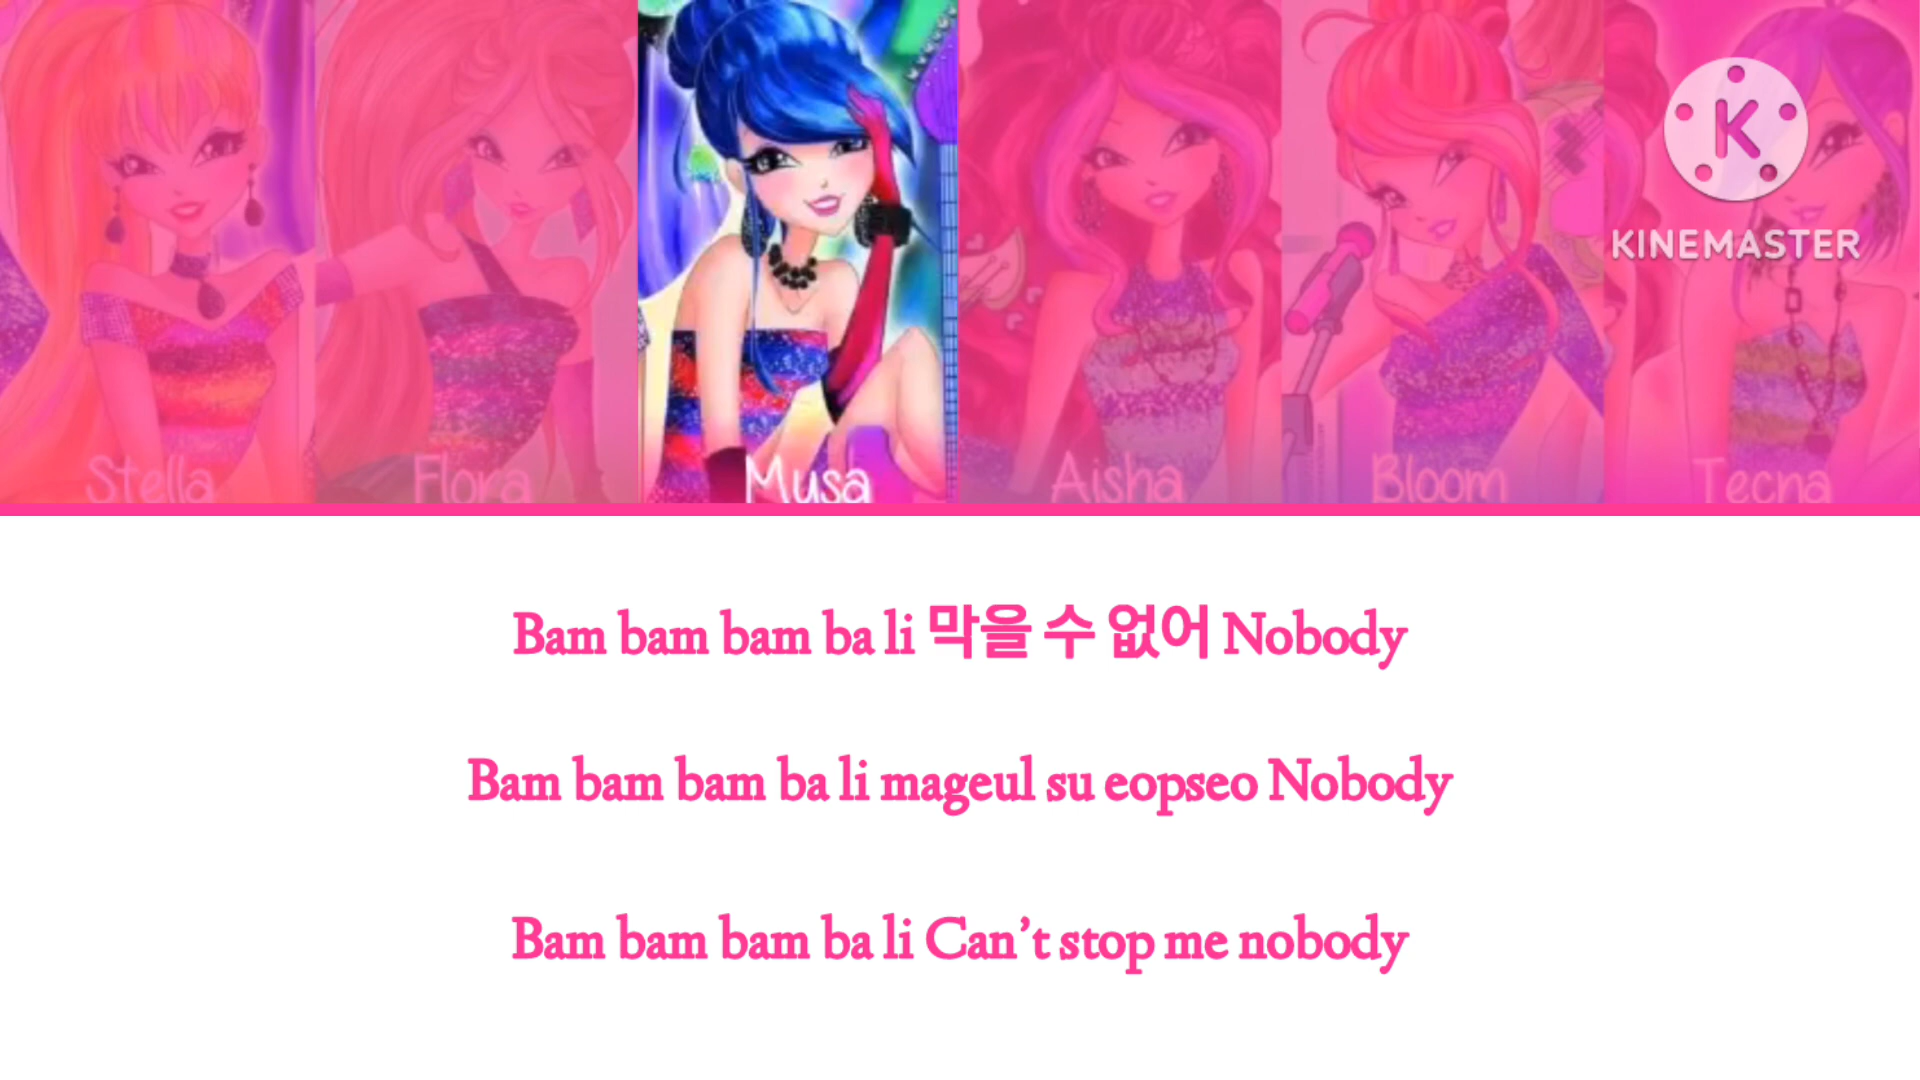 KINEMASTER
Stella Flora Musa Aisha Bloom Tecna
Bam bam bam ba li 막을 수 없어 Nobody
Bam bam bam ba li mageul su eopseo Nobody
Bam bam bam ba li Can’t stop me nobody